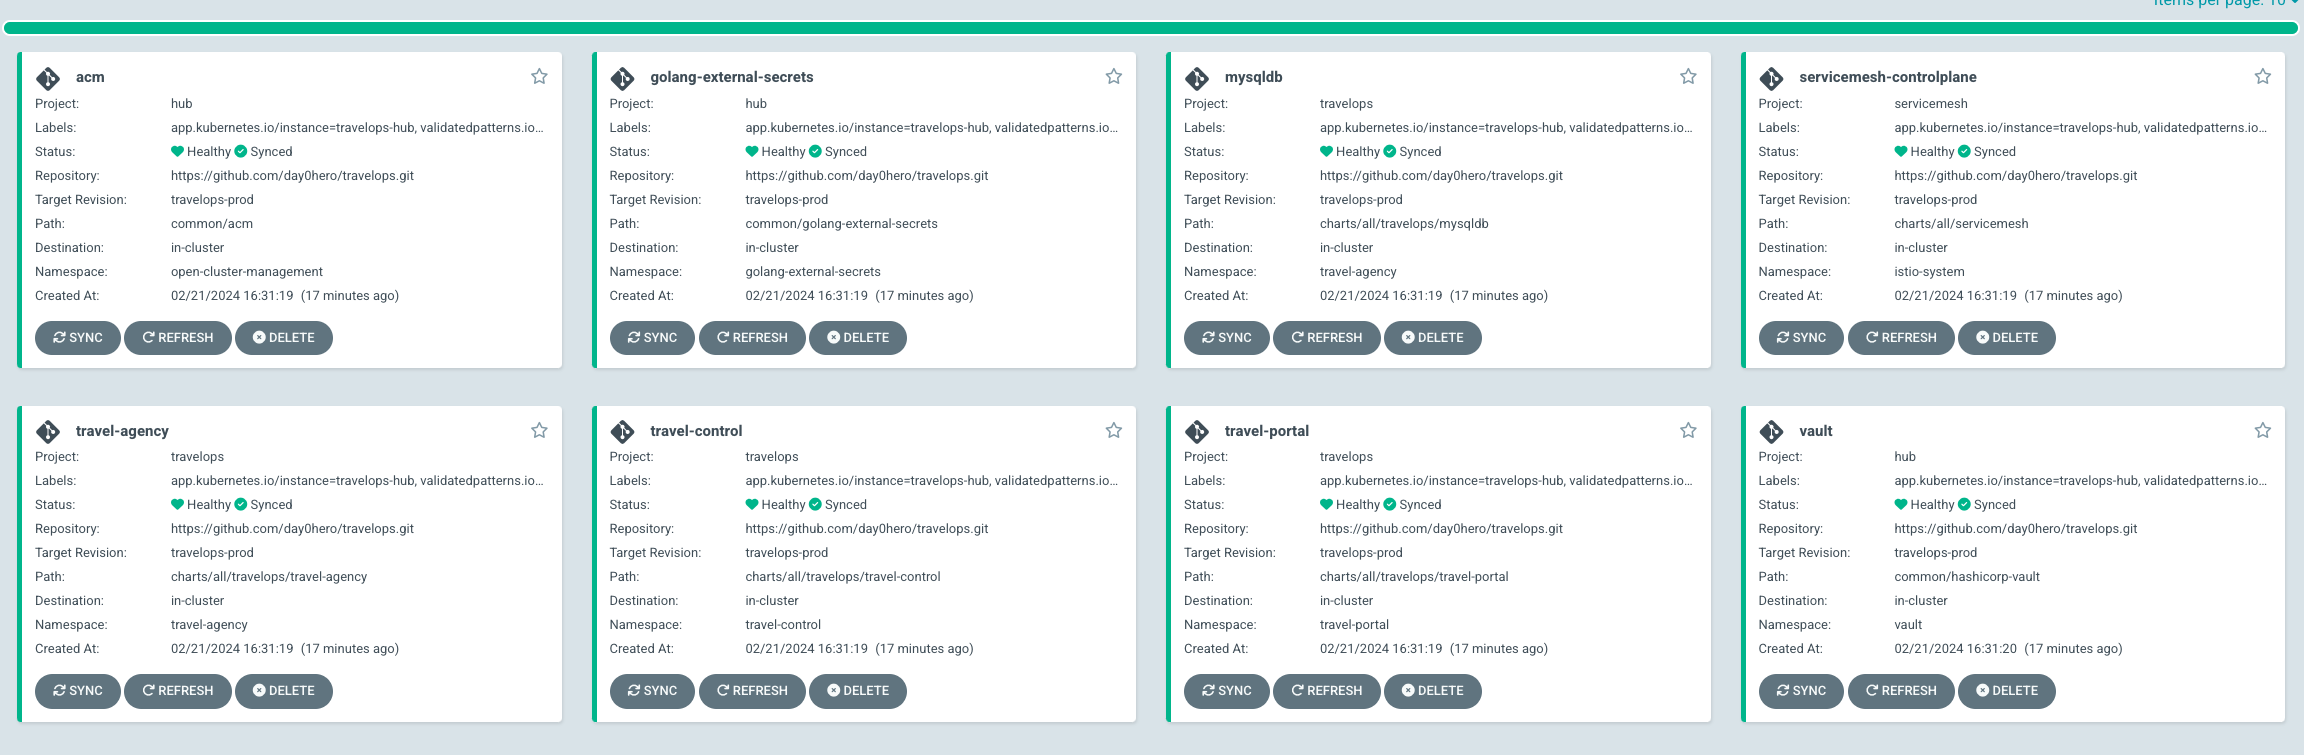 Items per page: 10
acm
Project: hub
Labels: app.kubernetes.io/instance=travelops-hub, validatedpatterns.io...
Status: Healthy Synced
Repository: https://github.com/day0hero/travelops.git
Target Revision: travelops-prod
Path: common/acm
Destination: in-cluster
Namespace: open-cluster-management
Created At: 02/21/2024 16:31:19 (17 minutes ago)
SYNC REFRESH DELETE
golang-external-secrets
Project: hub
Labels: app.kubernetes.io/instance=travelops-hub, validatedpatterns.io...
Status: Healthy Synced
Repository: https://github.com/day0hero/travelops.git
Target Revision: travelops-prod
Path: common/golang-external-secrets
Destination: in-cluster
Namespace: golang-external-secrets
Created At: 02/21/2024 16:31:19 (17 minutes ago)
SYNC REFRESH DELETE
mysqldb
Project: travelops
Labels: app.kubernetes.io/instance=travelops-hub, validatedpatterns.io...
Status: Healthy Synced
Repository: https://github.com/day0hero/travelops.git
Target Revision: travelops-prod
Path: charts/all/travelops/mysqldb
Destination: in-cluster
Namespace: travel-agency
Created At: 02/21/2024 16:31:19 (17 minutes ago)
SYNC REFRESH DELETE
servicemesh-controlplane
Project: servicemesh
Labels: app.kubernetes.io/instance=travelops-hub, validatedpatterns.io...
Status: Healthy Synced
Repository: https://github.com/day0hero/travelops.git
Target Revision: travelops-prod
Path: charts/all/servicemesh
Destination: in-cluster
Namespace: istio-system
Created At: 02/21/2024 16:31:19 (17 minutes ago)
SYNC REFRESH DELETE
travel-agency
Project: travelops
Labels: app.kubernetes.io/instance=travelops-hub, validatedpatterns.io...
Status: Healthy Synced
Repository: https://github.com/day0hero/travelops.git
Target Revision: travelops-prod
Path: charts/all/travelops/travel-agency
Destination: in-cluster
Namespace: travel-agency
Created At: 02/21/2024 16:31:19 (17 minutes ago)
SYNC REFRESH DELETE
travel-control
Project: travelops
Labels: app.kubernetes.io/instance=travelops-hub, validatedpatterns.io...
Status: Healthy Synced
Repository: https://github.com/day0hero/travelops.git
Target Revision: travelops-prod
Path: charts/all/travelops/travel-control
Destination: in-cluster
Namespace: travel-control
Created At: 02/21/2024 16:31:19 (17 minutes ago)
SYNC REFRESH DELETE
travel-portal
Project: travelops
Labels: app.kubernetes.io/instance=travelops-hub, validatedpatterns.io...
Status: Healthy Synced
Repository: https://github.com/day0hero/travelops.git
Target Revision: travelops-prod
Path: charts/all/travelops/travel-portal
Destination: in-cluster
Namespace: travel-portal
Created At: 02/21/2024 16:31:19 (17 minutes ago)
SYNC REFRESH DELETE
vault
Project: hub
Labels: app.kubernetes.io/instance=travelops-hub, validatedpatterns.io...
Status: Healthy Synced
Repository: https://github.com/day0hero/travelops.git
Target Revision: travelops-prod
Path: common/hashicorp-vault
Destination: in-cluster
Namespace: vault
Created At: 02/21/2024 16:31:20 (17 minutes ago)
SYNC REFRESH DELETE